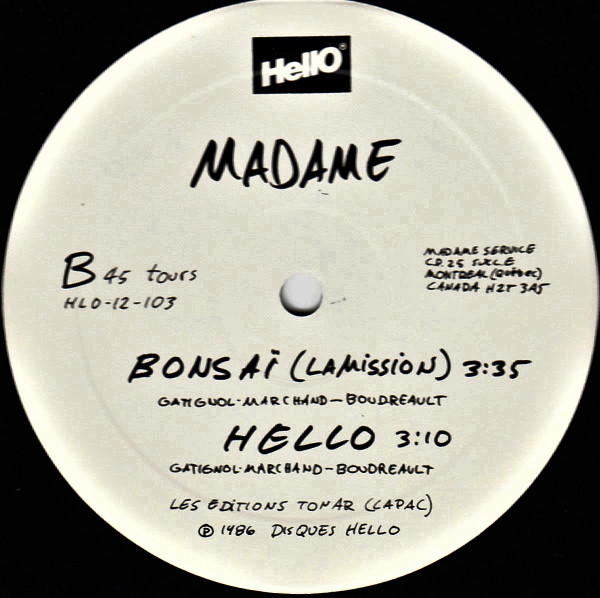 HellO®
MADAME
B 45 tours
HLO-12-103
MADAME SERVICE
C.P. 25 SUCC.E
MONTREAL (QUÉBEC)
CANADA H2T 3A5
BONSAÏ (LAMISSION) 3:35
GATIGNOL-MARCHAND-BOUDREAULT
HELLO 3:10
GATIGNOL-MARCHAND-BOUDREAULT
LES EDITIONS TONAR (CAPAC)
℗ 1986 DISQUES HELLO